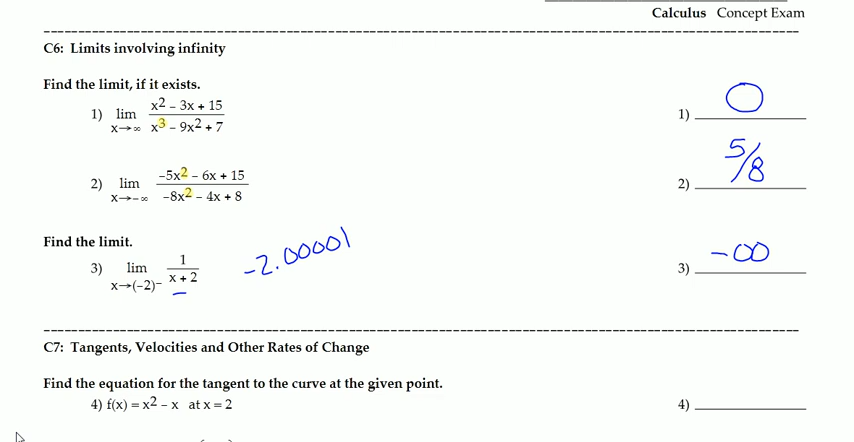 Calculus Concept Exam
C6: Limits involving infinity
Find the limit, if it exists.
1) lim x→∞ (x² – 3x + 15)/(x³ – 9x² + 7)
1) 0
2) lim x→–∞ (–5x² – 6x + 15)/(–8x² – 4x + 8)
2) 5/8
Find the limit.
3) lim x→(–2)⁻ 1/(x + 2)
-2.00001
3) -∞
C7: Tangents, Velocities and Other Rates of Change
Find the equation for the tangent to the curve at the given point.
4) f(x) = x² – x at x = 2
4)